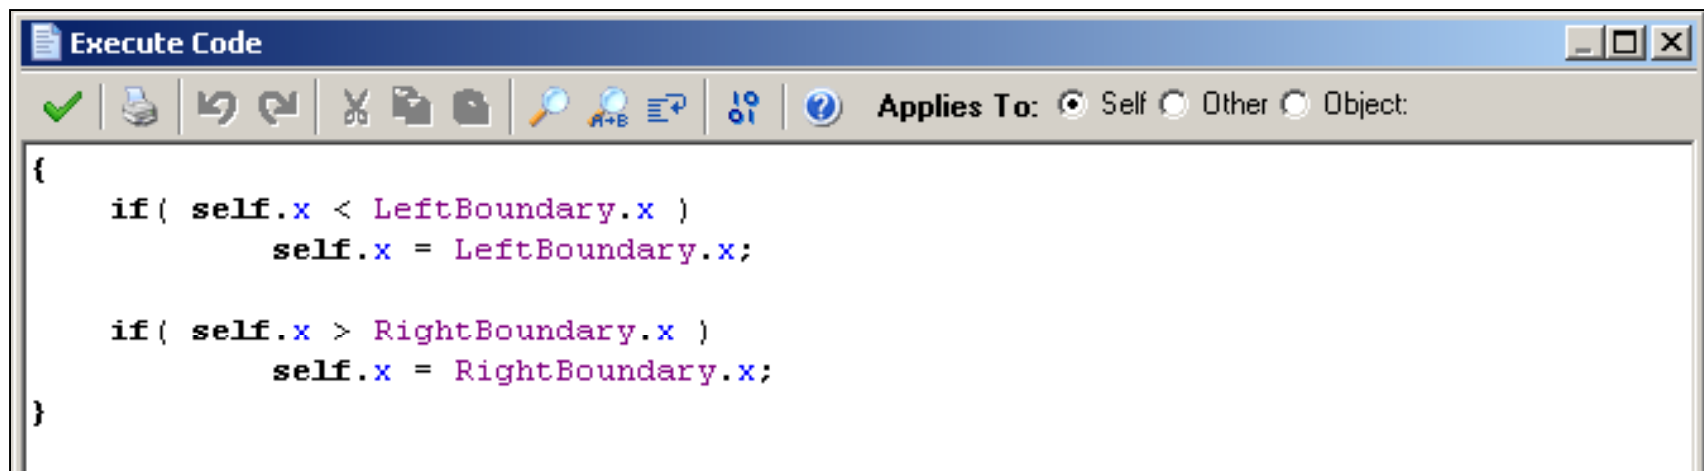 Execute Code
A→B
Applies To: Self Other Object:
{
if( self.x < LeftBoundary.x )
self.x = LeftBoundary.x;
if( self.x > RightBoundary.x )
self.x = RightBoundary.x;
}